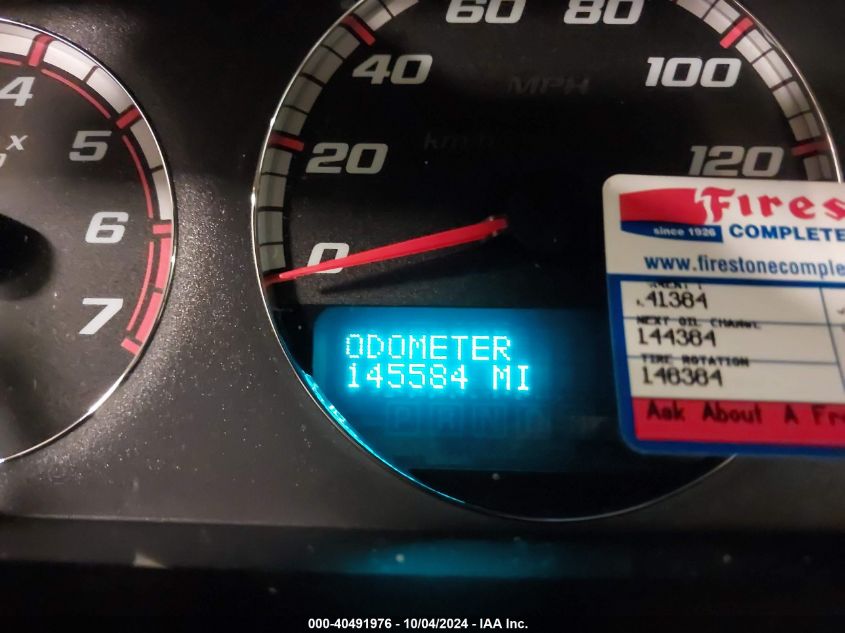 60 80
40 100
MPH
4
x
5
km/h
20 120
6
0
7
Fires
since 1926 COMPLETE
www.firestonecomple
41384
NEXT OIL CHANGE
144384
TIRE ROTATION
148384
Ask About A Fre
ODOMETER
145584 MI
000-40491976 - 10/04/2024 - IAA Inc.